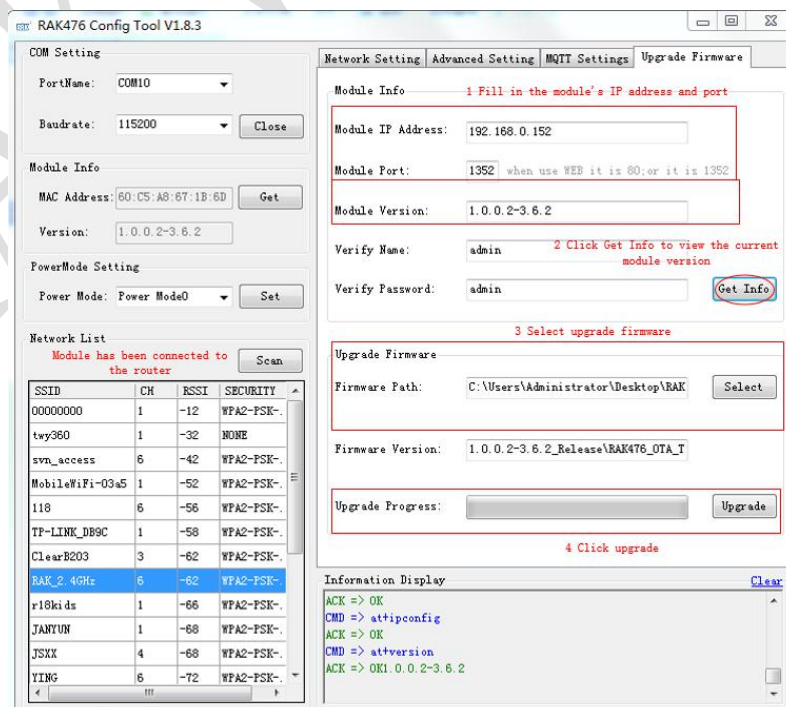 RAK476 Config Tool V1.8.3
COM Setting
PortName: COM10
Baudrate: 115200 Close
Module Info
MAC Address: 60:C5:A8:67:1B:6D Get
Version: 1.0.0.2-3.6.2
PowerMode Setting
Power Mode: Power Mode0 Set
Network List
Module has been connected to
the router
Scan
SSID CH RSSI SECURITY
00000000 1 -12 WPA2-PSK-.
twy360 1 -32 NONE
svn_access 6 -42 WPA2-PSK-.
MobileWiFi-03a5 1 -52 WPA2-PSK-.
118 6 -56 WPA2-PSK-.
TP-LINK_DB9C 1 -58 WPA2-PSK-.
ClearB203 3 -62 WPA2-PSK-.
RAK_2.4GHz 6 -62 WPA2-PSK-.
r18kids 1 -66 WPA2-PSK-.
JANYUN 1 -68 WPA2-PSK-.
JSXX 4 -68 WPA2-PSK-.
YING 6 -72 WPA2-PSK-.
Network Setting Advanced Setting MQTT Settings Upgrade Firmware
Module Info
1 Fill in the module's IP address and port
Module IP Address: 192.168.0.152
Module Port: 1352 when use WEB it is 80;or it is 1352
Module Version: 1.0.0.2-3.6.2
Verify Name: admin
2 Click Get Info to view the current
module version
Verify Password: admin Get Info
3 Select upgrade firmware
Upgrade Firmware
Firmware Path: C:\Users\Administrator\Desktop\RAK Select
Firmware Version: 1.0.0.2-3.6.2_Release\RAK476_OTA_T
Upgrade Progress: Upgrade
4 Click upgrade
Information Display Clear
ACK => OK
CMD => at+ipconfig
ACK => OK
CMD => at+version
ACK => OK1.0.0.2-3.6.2